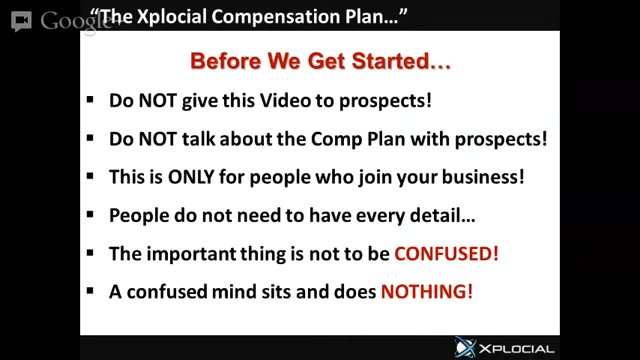 Google+
“The Xplocial Compensation Plan…”
Before We Get Started…
▪ Do NOT give this Video to prospects!
▪ Do NOT talk about the Comp Plan with prospects!
▪ This is ONLY for people who join your business!
▪ People do not need to have every detail…
▪ The important thing is not to be CONFUSED!
▪ A confused mind sits and does NOTHING!
XPLOCIAL